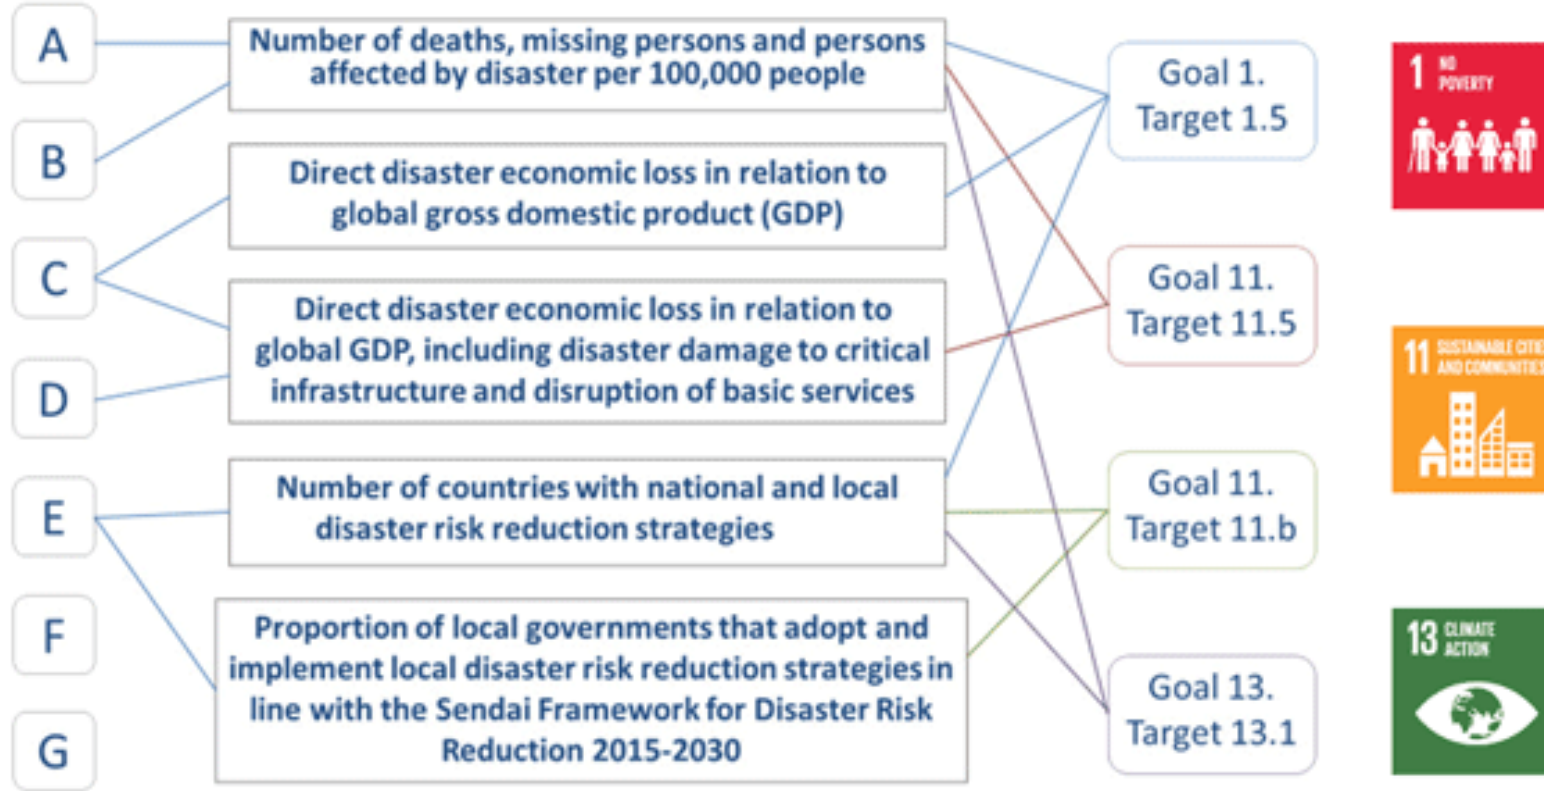 A
B
C
D
E
F
G
Number of deaths, missing persons and persons
affected by disaster per 100,000 people
Direct disaster economic loss in relation to
global gross domestic product (GDP)
Direct disaster economic loss in relation to
global GDP, including disaster damage to critical
infrastructure and disruption of basic services
Number of countries with national and local
disaster risk reduction strategies
Proportion of local governments that adopt and
implement local disaster risk reduction strategies in
line with the Sendai Framework for Disaster Risk
Reduction 2015-2030
Goal 1.
Target 1.5
Goal 11.
Target 11.5
Goal 11.
Target 11.b
Goal 13.
Target 13.1
1 NO
POVERTY
11 SUSTAINABLE CITIE
AND COMMUNITIES
13 CLIMATE
ACTION